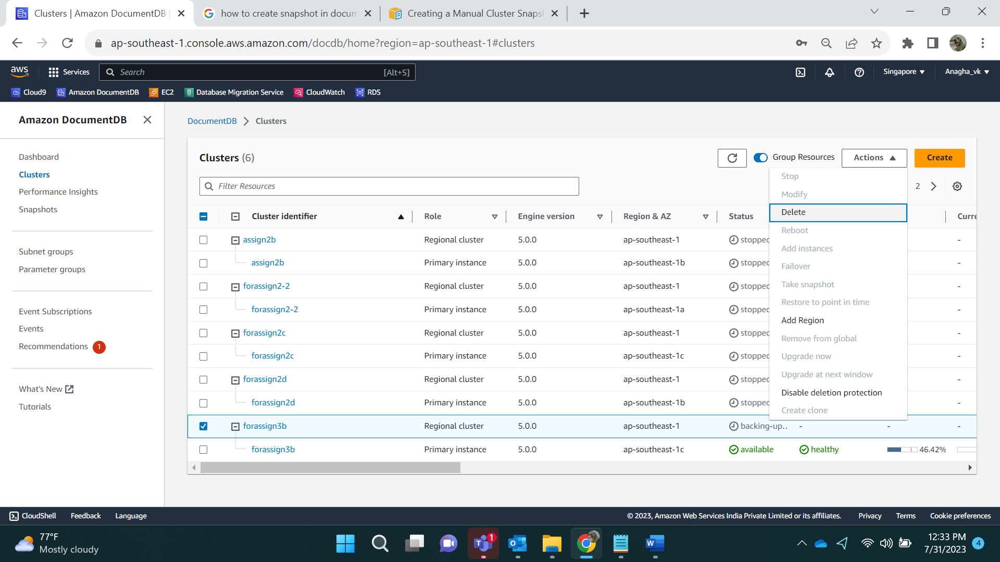 Clusters | Amazon DocumentDB |
how to create snapshot in docum
Creating a Manual Cluster Snapsh
ap-southeast-1.console.aws.amazon.com/docdb/home?region=ap-southeast-1#clusters
aws
Services
Search
[Alt+S]
Singapore
Anagha_vk
Cloud9
Amazon DocumentDB
EC2
Database Migration Service
CloudWatch
RDS
Amazon DocumentDB
Dashboard
Clusters
Performance Insights
Snapshots
Subnet groups
Parameter groups
Event Subscriptions
Events
Recommendations 1
What's New
Tutorials
DocumentDB > Clusters
Clusters (6)
Group Resources
Actions
Create
Filter Resources
2
Stop
Modify
Delete
Reboot
Add instances
Failover
Take snapshot
Restore to point in time
Add Region
Remove from global
Upgrade now
Upgrade at next window
Disable deletion protection
Create clone
Cluster identifier Role Engine version Region & AZ Status Curre
assign2b Regional cluster 5.0.0 ap-southeast-1 stopped -
assign2b Primary instance 5.0.0 ap-southeast-1b stopped -
forassign2-2 Regional cluster 5.0.0 ap-southeast-1 stopped -
forassign2-2 Primary instance 5.0.0 ap-southeast-1a stopped -
forassign2c Regional cluster 5.0.0 ap-southeast-1 stopped -
forassign2c Primary instance 5.0.0 ap-southeast-1c stopped -
forassign2d Regional cluster 5.0.0 ap-southeast-1 stopped -
forassign2d Primary instance 5.0.0 ap-southeast-1b stopped -
forassign3b Regional cluster 5.0.0 ap-southeast-1 backing-up.. - - -
forassign3b Primary instance 5.0.0 ap-southeast-1c available healthy 46.42%
CloudShell
Feedback
Language
© 2023, Amazon Web Services India Private Limited or its affiliates.
Privacy
Terms
Cookie preferences
77°F
Mostly cloudy
1
12:33 PM
7/31/2023
4